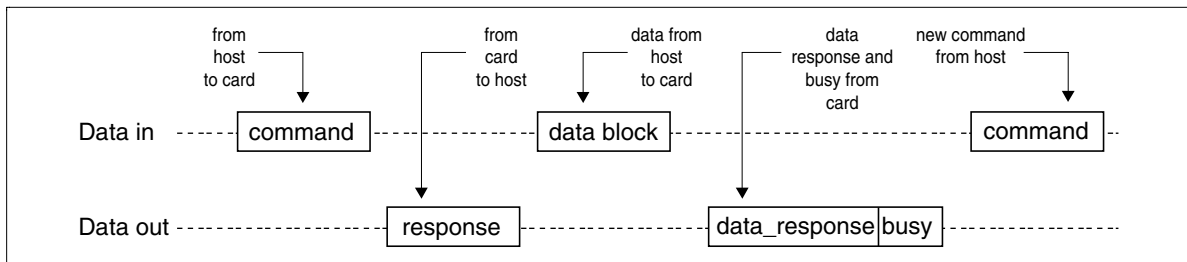 from
host
to card
from
card
to host
data from
host
to card
data
response and
busy from
card
new command
from host
Data in
command
data block
command
Data out
response
data_response
busy